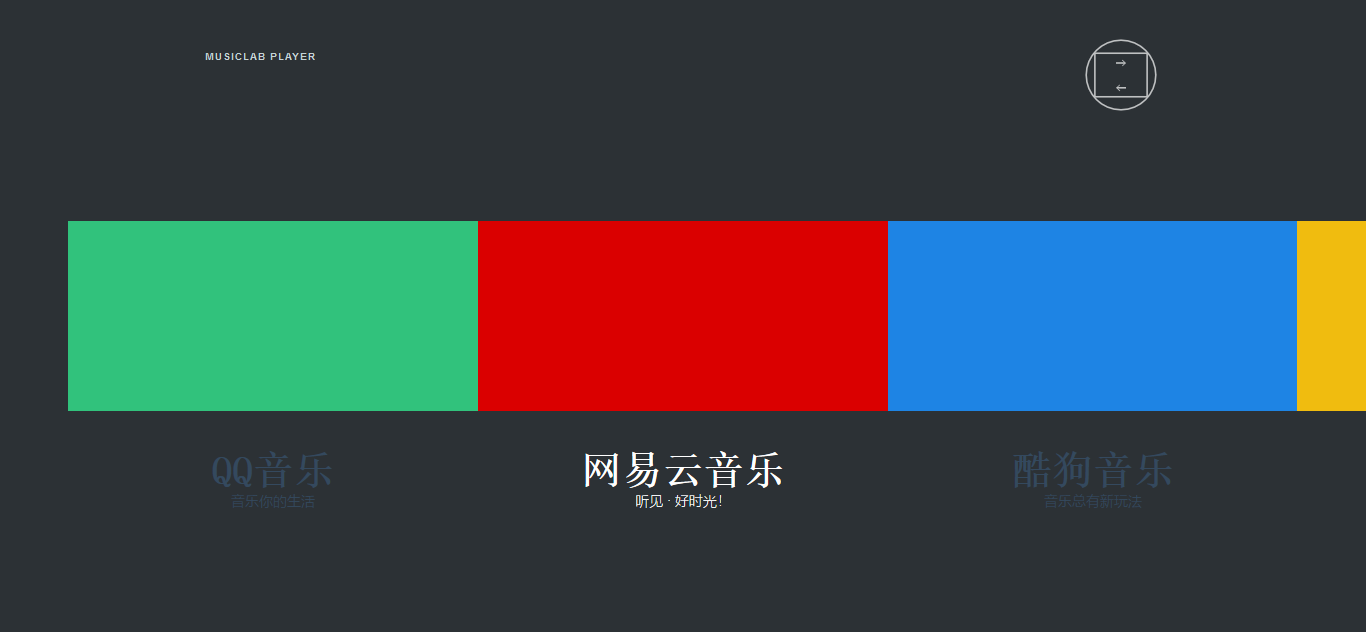 MUSICLAB PLAYER
→
←
QQ音乐
音乐你的生活
网易云音乐
听见 · 好时光!
酷狗音乐
音乐总有新玩法